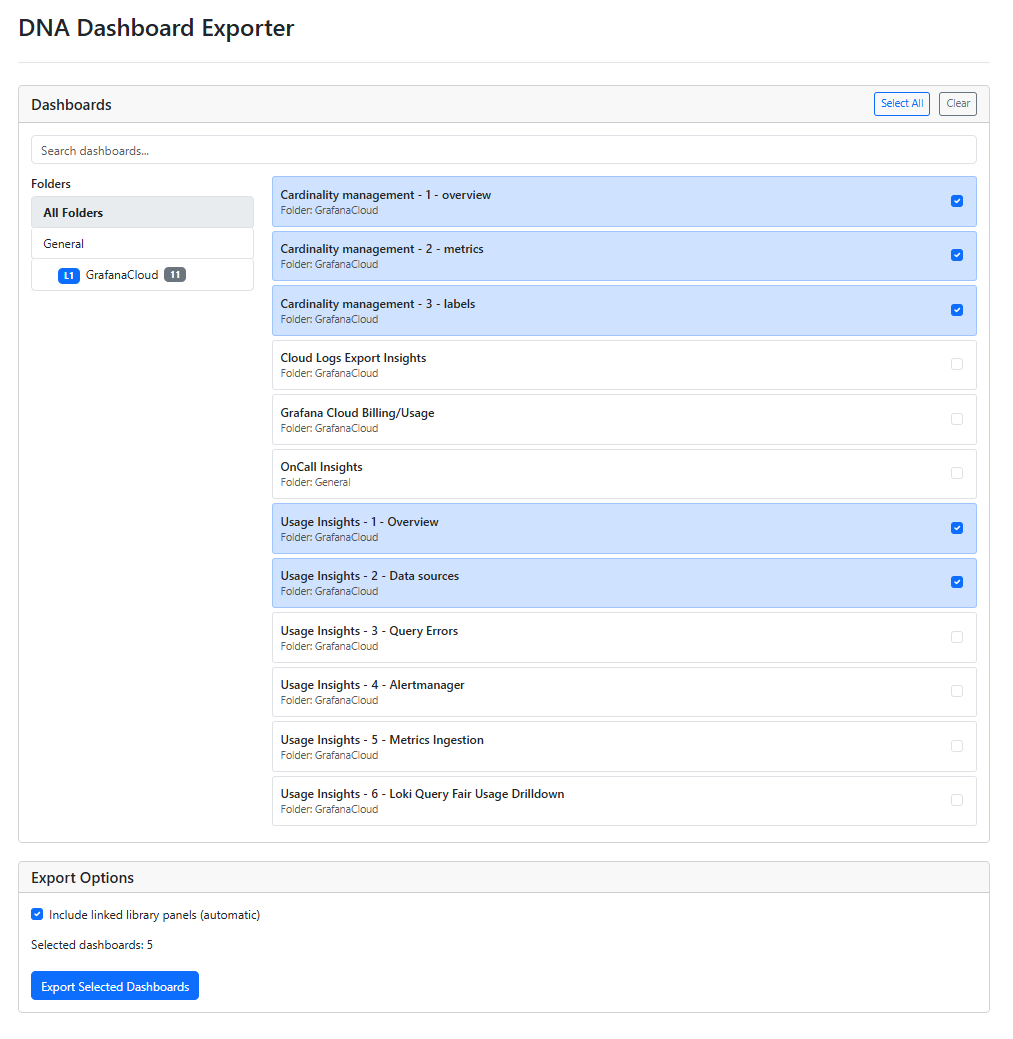 DNA Dashboard Exporter
Dashboards
Select All
Clear
Search dashboards...
Folders
All Folders
General
L1 GrafanaCloud 11
Cardinality management - 1 - overview
Folder: GrafanaCloud
Cardinality management - 2 - metrics
Folder: GrafanaCloud
Cardinality management - 3 - labels
Folder: GrafanaCloud
Cloud Logs Export Insights
Folder: GrafanaCloud
Grafana Cloud Billing/Usage
Folder: GrafanaCloud
OnCall Insights
Folder: General
Usage Insights - 1 - Overview
Folder: GrafanaCloud
Usage Insights - 2 - Data sources
Folder: GrafanaCloud
Usage Insights - 3 - Query Errors
Folder: GrafanaCloud
Usage Insights - 4 - Alertmanager
Folder: GrafanaCloud
Usage Insights - 5 - Metrics Ingestion
Folder: GrafanaCloud
Usage Insights - 6 - Loki Query Fair Usage Drilldown
Folder: GrafanaCloud
Export Options
Include linked library panels (automatic)
Selected dashboards: 5
Export Selected Dashboards